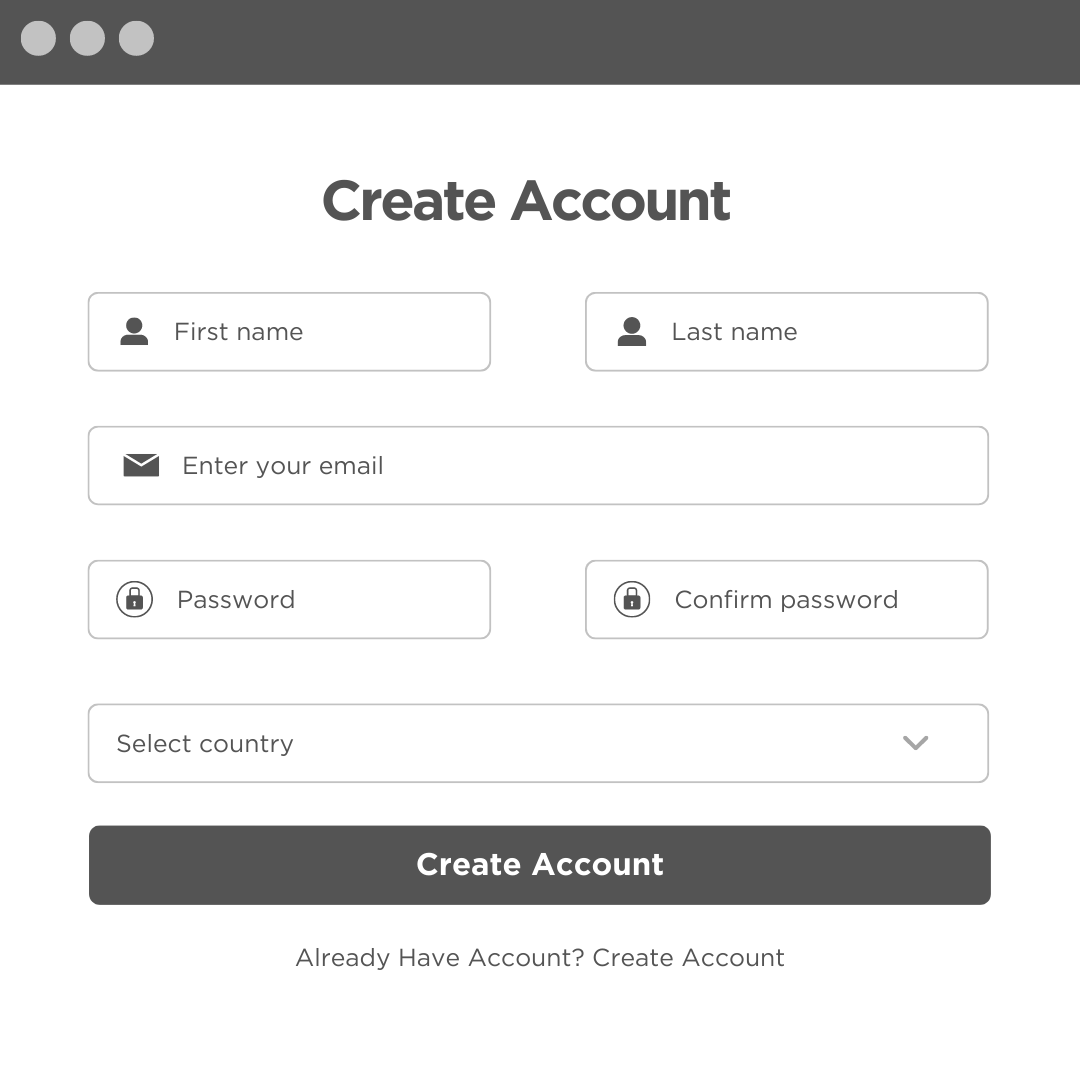 Create Account
First name
Last name
Enter your email
Password
Confirm password
Select country
Create Account
Already Have Account? Create Account